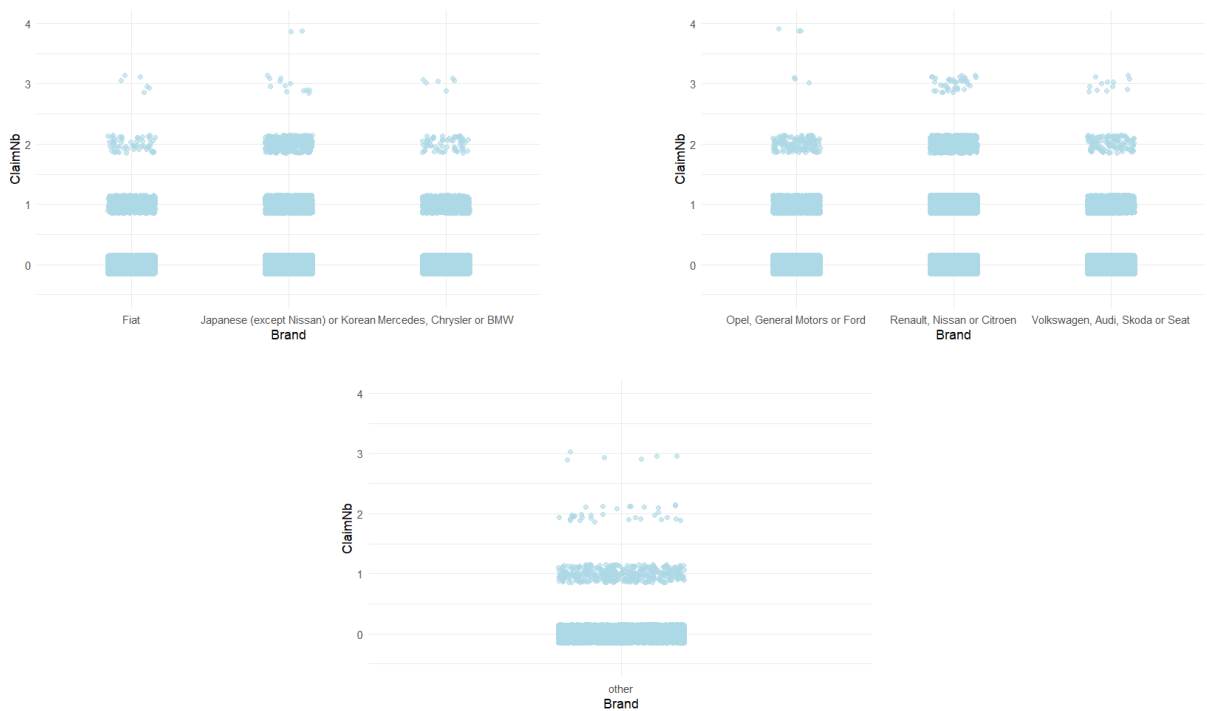 4
3
2
1
0
ClaimNb
Fiat
Japanese (except Nissan) or Korean
Mercedes, Chrysler or BMW
Brand
4
3
2
1
0
ClaimNb
Opel, General Motors or Ford
Renault, Nissan or Citroen
Volkswagen, Audi, Skoda or Seat
Brand
4
3
2
1
0
ClaimNb
other
Brand